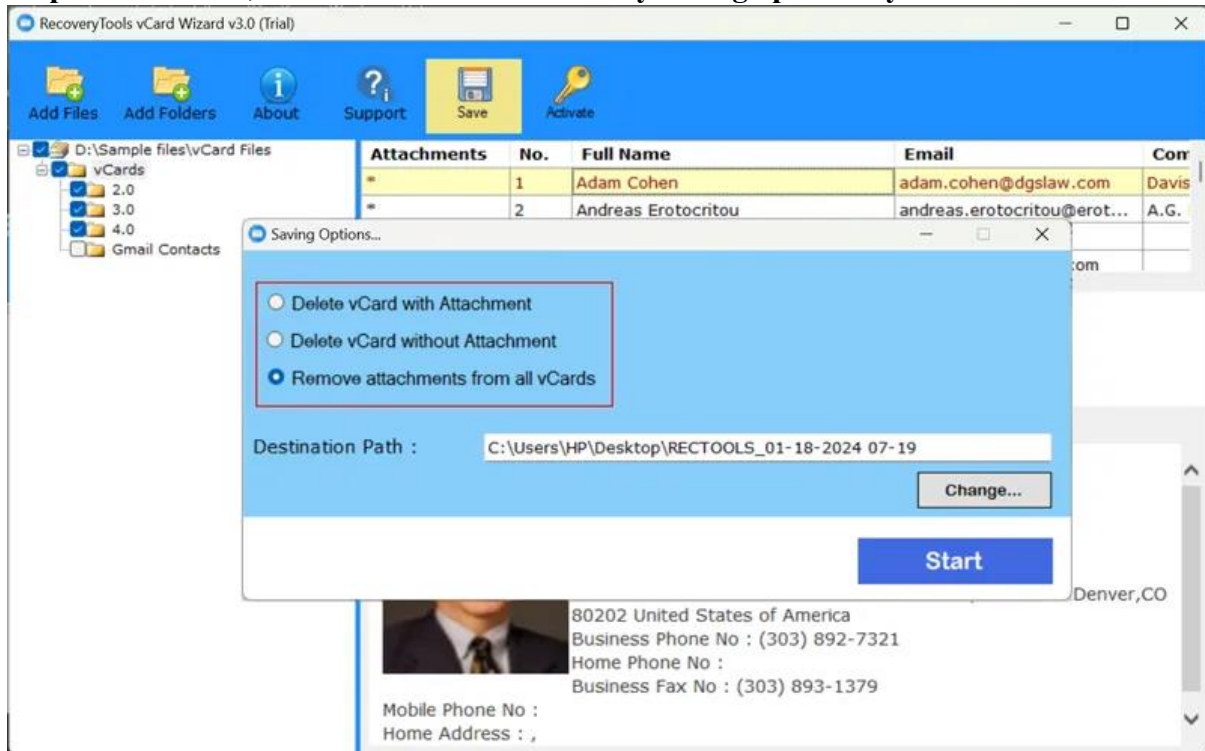 RecoveryTools vCard Wizard v3.0 (Trial)
Add Files Add Folders About Support Save Activate
D:\Sample files\vCard Files
vCards
2.0
3.0
4.0
Gmail Contacts
Attachments No. Full Name Email
* 1 Adam Cohen adam.cohen@dgslaw.com Davis
* 2 Andreas Erotocritou andreas.erotocritou@erot... A.G.
Saving Options...
Delete vCard with Attachment
Delete vCard without Attachment
Remove attachments from all vCards
Destination Path : C:\Users\HP\Desktop\RECTOOLS_01-18-2024 07-19
Change...
Start
Denver,CO
80202 United States of America
Business Phone No : (303) 892-7321
Home Phone No :
Business Fax No : (303) 893-1379
Mobile Phone No :
Home Address : ,